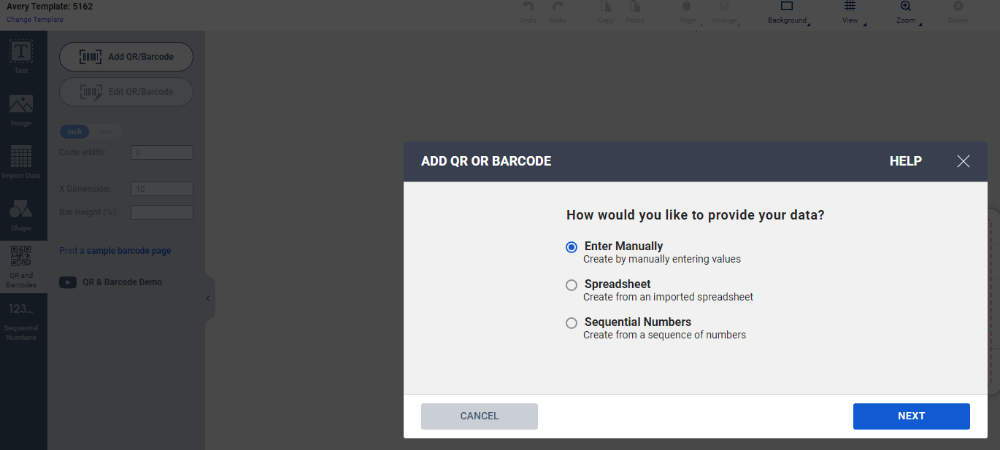 Avery Template: 5162
Change Template
Undo
Redo
Copy
Paste
Align
Arrange
Background
View
Zoom
Delete
Text
Image
Import Data
Shape
QR and
Barcodes
123...
Sequential
Numbers
Add QR/Barcode
Edit QR/Barcode
inch
mm
Code width:
0
X Dimension:
10
Bar Height (%):
Print a sample barcode page
QR & Barcode Demo
ADD QR OR BARCODE
HELP
How would you like to provide your data?
Enter Manually
Create by manually entering values
Spreadsheet
Create from an imported spreadsheet
Sequential Numbers
Create from a sequence of numbers
CANCEL
NEXT